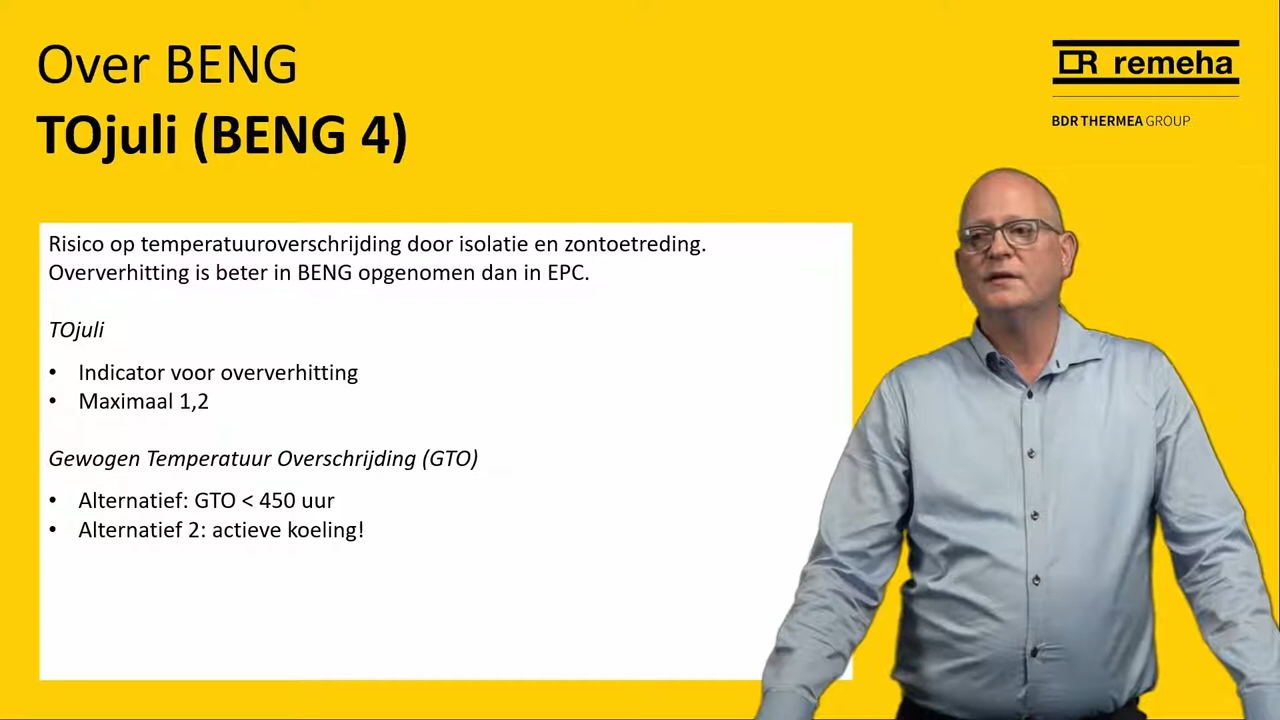 Over BENG
TOjuli (BENG 4)
remeha
BDR THERMEA GROUP
Risico op temperatuuroverschrijding door isolatie en zontoetreding.
Oververhitting is beter in BENG opgenomen dan in EPC.
TOjuli
• Indicator voor oververhitting
• Maximaal 1,2
Gewogen Temperatuur Overschrijding (GTO)
• Alternatief: GTO < 450 uur
• Alternatief 2: actieve koeling!